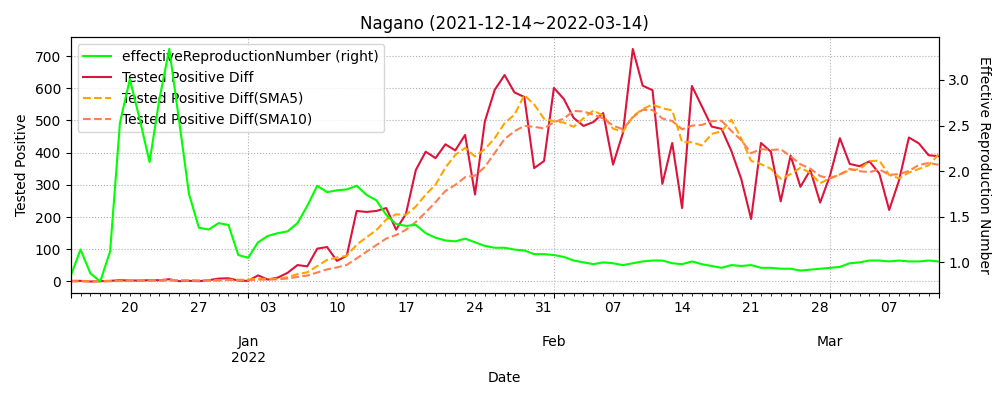 Nagano (2021-12-14~2022-03-14)
effectiveReproductionNumber (right)
Tested Positive Diff
Tested Positive Diff(SMA5)
Tested Positive Diff(SMA10)
Tested Positive
700
600
500
400
300
200
100
0
3.0
2.5
2.0
1.5
1.0
Effective Reproduction Number
20 27 03 10 17 24 31 07 14 21 28 07
Jan Feb Mar
2022
Date